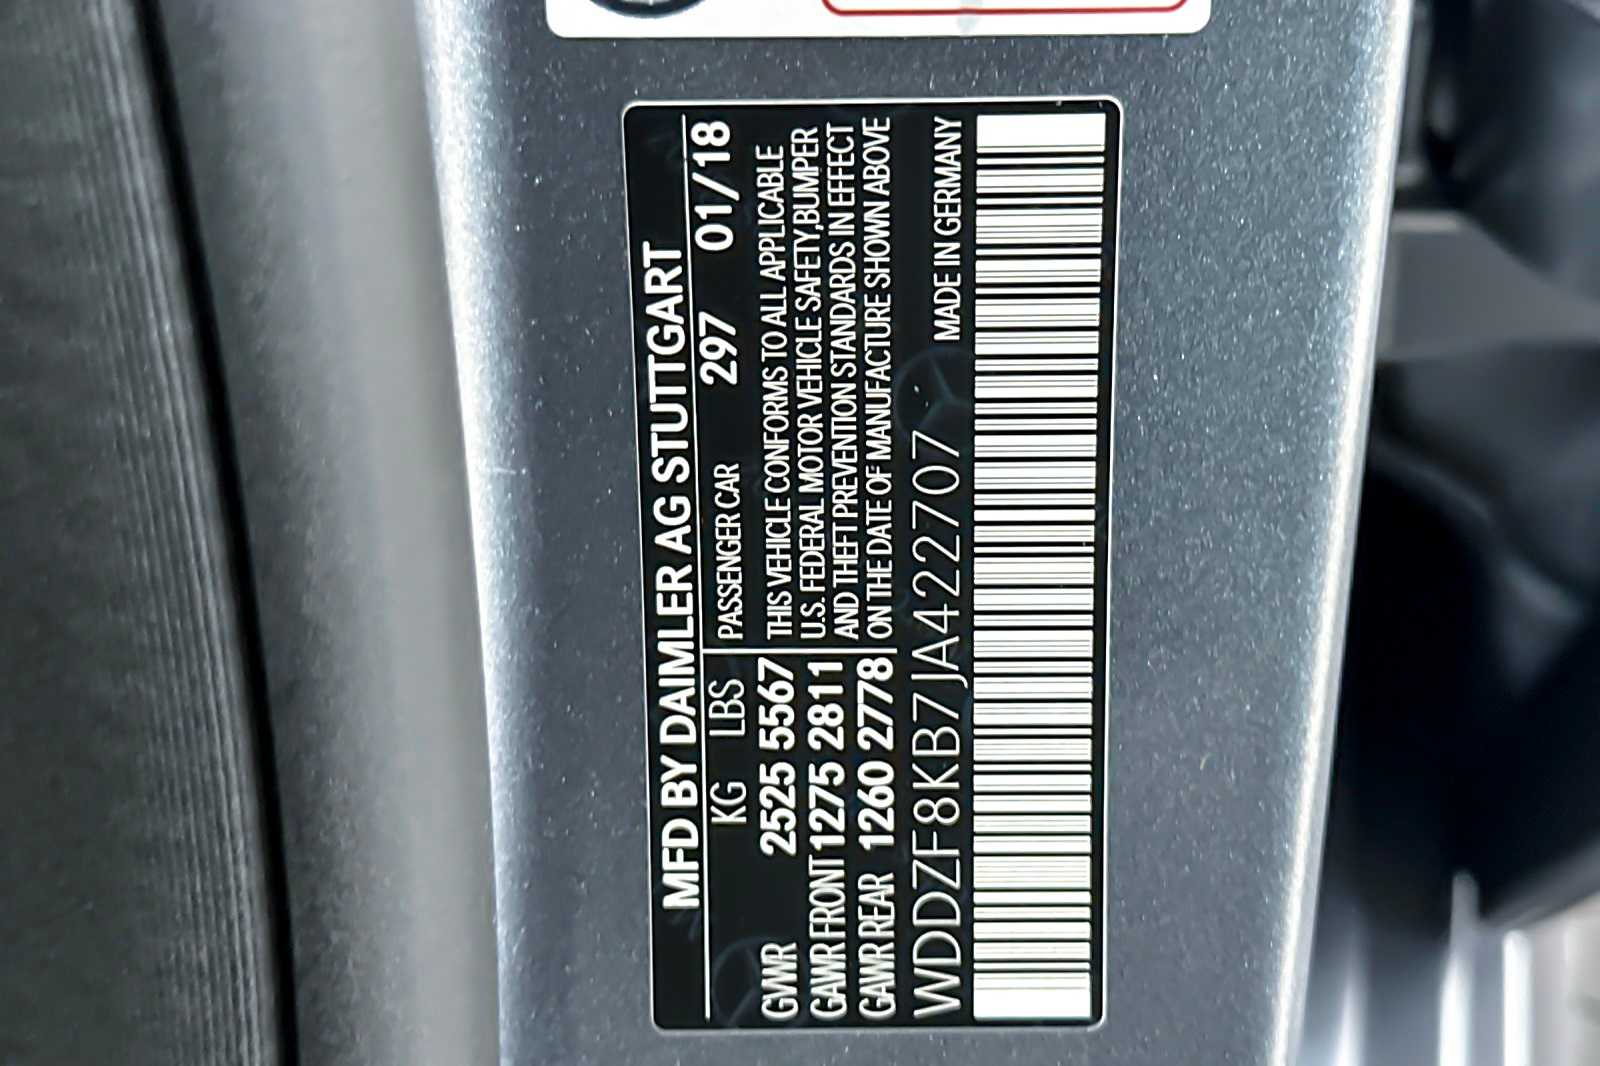 MFD BY DAIMLER AG STUTTGART
KG LBS PASSENGER CAR 297 01/18
GVWR 2525 5567 THIS VEHICLE CONFORMS TO ALL APPLICABLE
U.S. FEDERAL MOTOR VEHICLE SAFETY,BUMPER
GAWR FRONT 1275 2811 AND THEFT PREVENTION STANDARDS IN EFFECT
GAWR REAR 1260 2778 ON THE DATE OF MANUFACTURE SHOWN ABOVE
WDDZF8KB7JA422707 MADE IN GERMANY